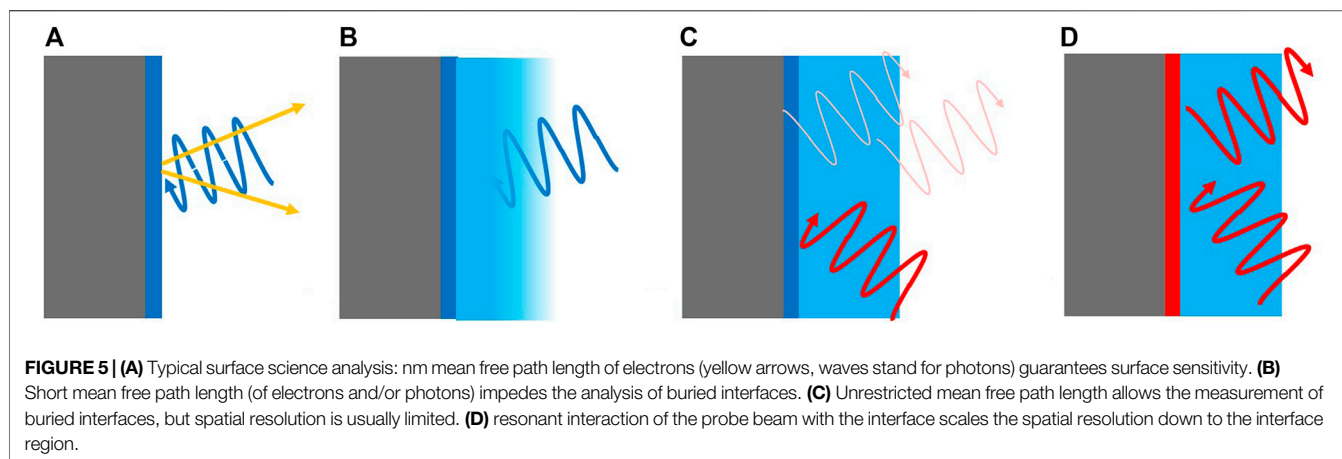 A
B
C
D
FIGURE 5 | (A) Typical surface science analysis: nm mean free path length of electrons (yellow arrows, waves stand for photons) guarantees surface sensitivity. (B)
Short mean free path length (of electrons and/or photons) impedes the analysis of buried interfaces. (C) Unrestricted mean free path length allows the measurement of
buried interfaces, but spatial resolution is usually limited. (D) resonant interaction of the probe beam with the interface scales the spatial resolution down to the interface
region.